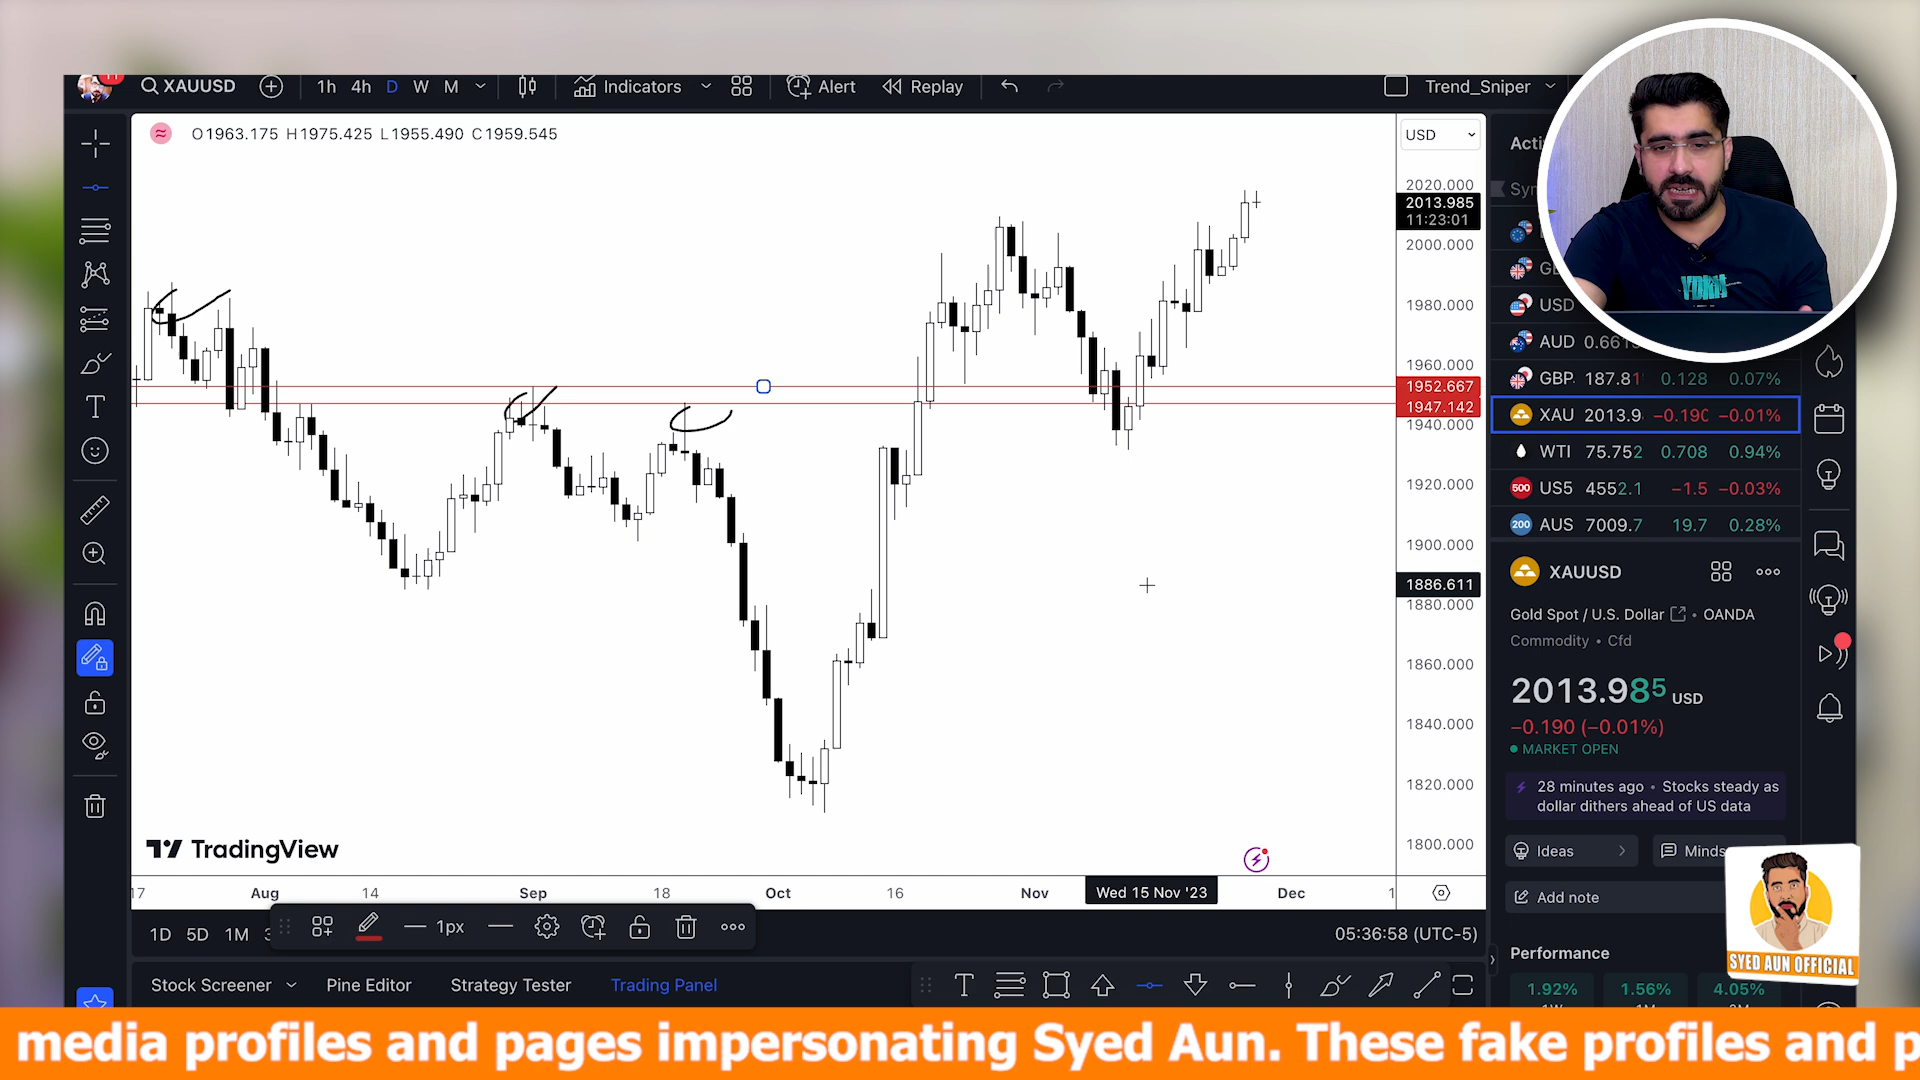 XAUUSD 1h 4h D W M Indicators Alert Replay Trend_Sniper
O1963.175 H1975.425 L1955.490 C1959.545
USD
2020.000
2013.985
11:23:01
2000.000
1980.000
1960.000
1952.667
1947.142
1940.000
1920.000
1900.000
1886.611
1880.000
1860.000
1840.000
1820.000
1800.000
TradingView
17 Aug 14 Sep 18 Oct 16 Nov Wed 15 Nov '23 Dec 1
1D 5D 1M 1px 05:36:58 (UTC-5)
Stock Screener Pine Editor Strategy Tester Trading Panel
USD
AUD
GBP 187.811 0.128 0.07%
XAU 2013.9 −0.190 −0.01%
WTI 75.752 0.708 0.94%
500 US5 4552.1 −1.5 −0.03%
200 AUS 7009.7 19.7 0.28%
XAUUSD
Gold Spot / U.S. Dollar • OANDA
Commodity • Cfd
2013.985 USD
−0.190 (−0.01%)
MARKET OPEN
28 minutes ago • Stocks steady as
dollar dithers ahead of US data
Ideas Minds
Add note
Performance
1.92% 1.56% 4.05%
SYED AUN OFFICIAL
media profiles and pages impersonating Syed Aun. These fake profiles and p